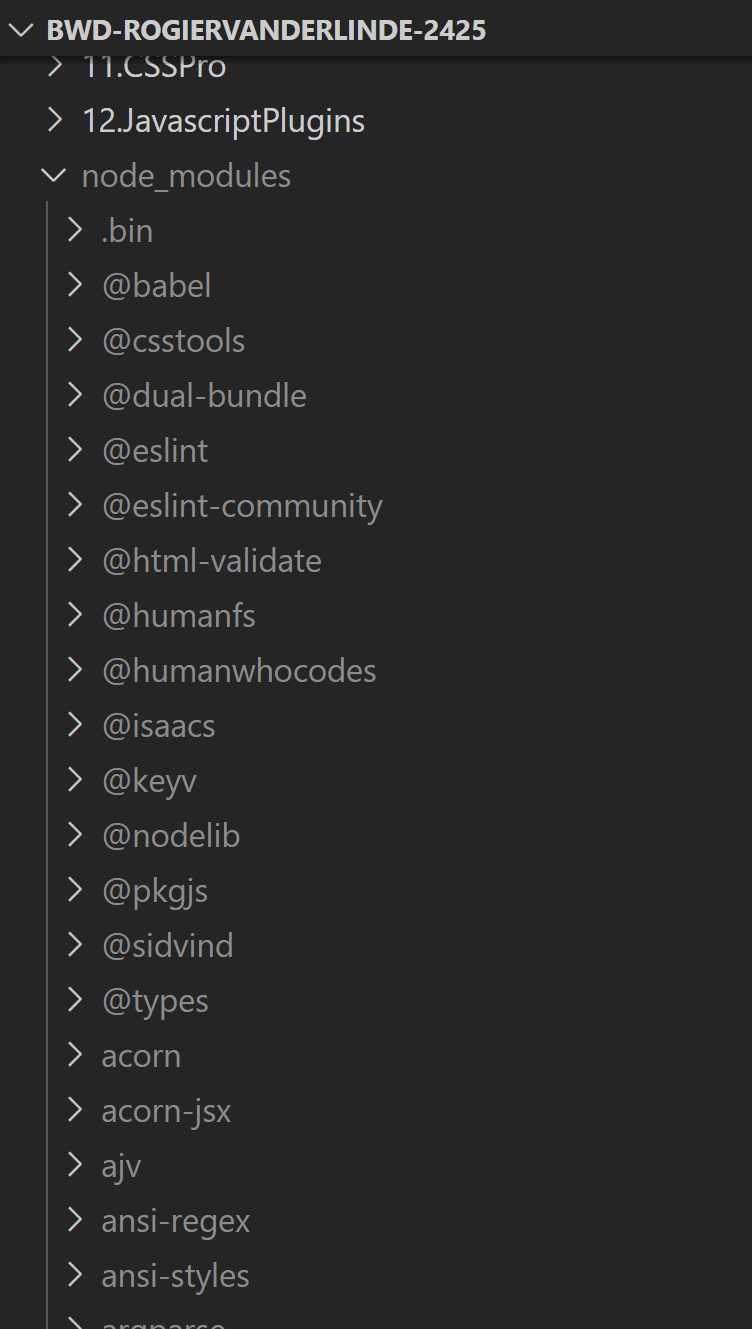 BWD-ROGIERVANDERLINDE-2425
11.CSSPro
12.JavascriptPlugins
node_modules
.bin
@babel
@csstools
@dual-bundle
@eslint
@eslint-community
@html-validate
@humanfs
@humanwhocodes
@isaacs
@keyv
@nodelib
@pkgjs
@sidvind
@types
acorn
acorn-jsx
ajv
ansi-regex
ansi-styles
argparse